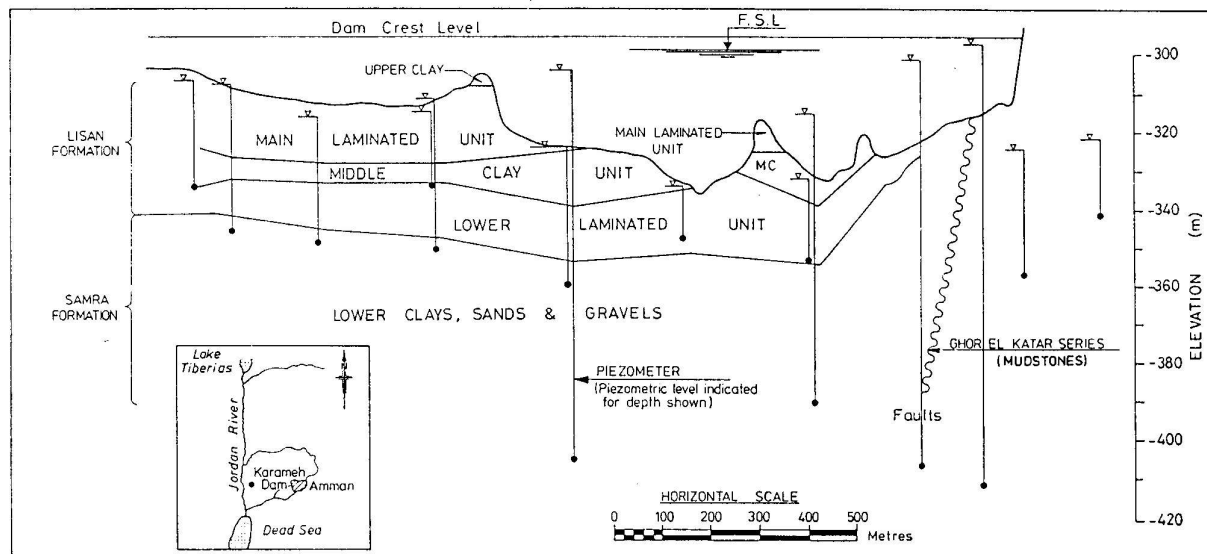 Dam Crest Level
F.S.L
UPPER CLAY
LISAN
FORMATION
MAIN LAMINATED UNIT
MAIN LAMINATED
UNIT
MC
MIDDLE CLAY UNIT
LOWER LAMINATED UNIT
SAMRA
FORMATION
LOWER CLAYS, SANDS & GRAVELS
PIEZOMETER
(Piezometric level indicated
for depth shown)
GHOR EL KATAR SERIES
(MUDSTONES)
Faults
Lake
Tiberias
N
Jordan River
Karameh
Dam
Amman
Dead Sea
HORIZONTAL SCALE
0 100 200 300 400 500
Metres
-300
-320
-340
-360
-380
-400
-420
ELEVATION (m)